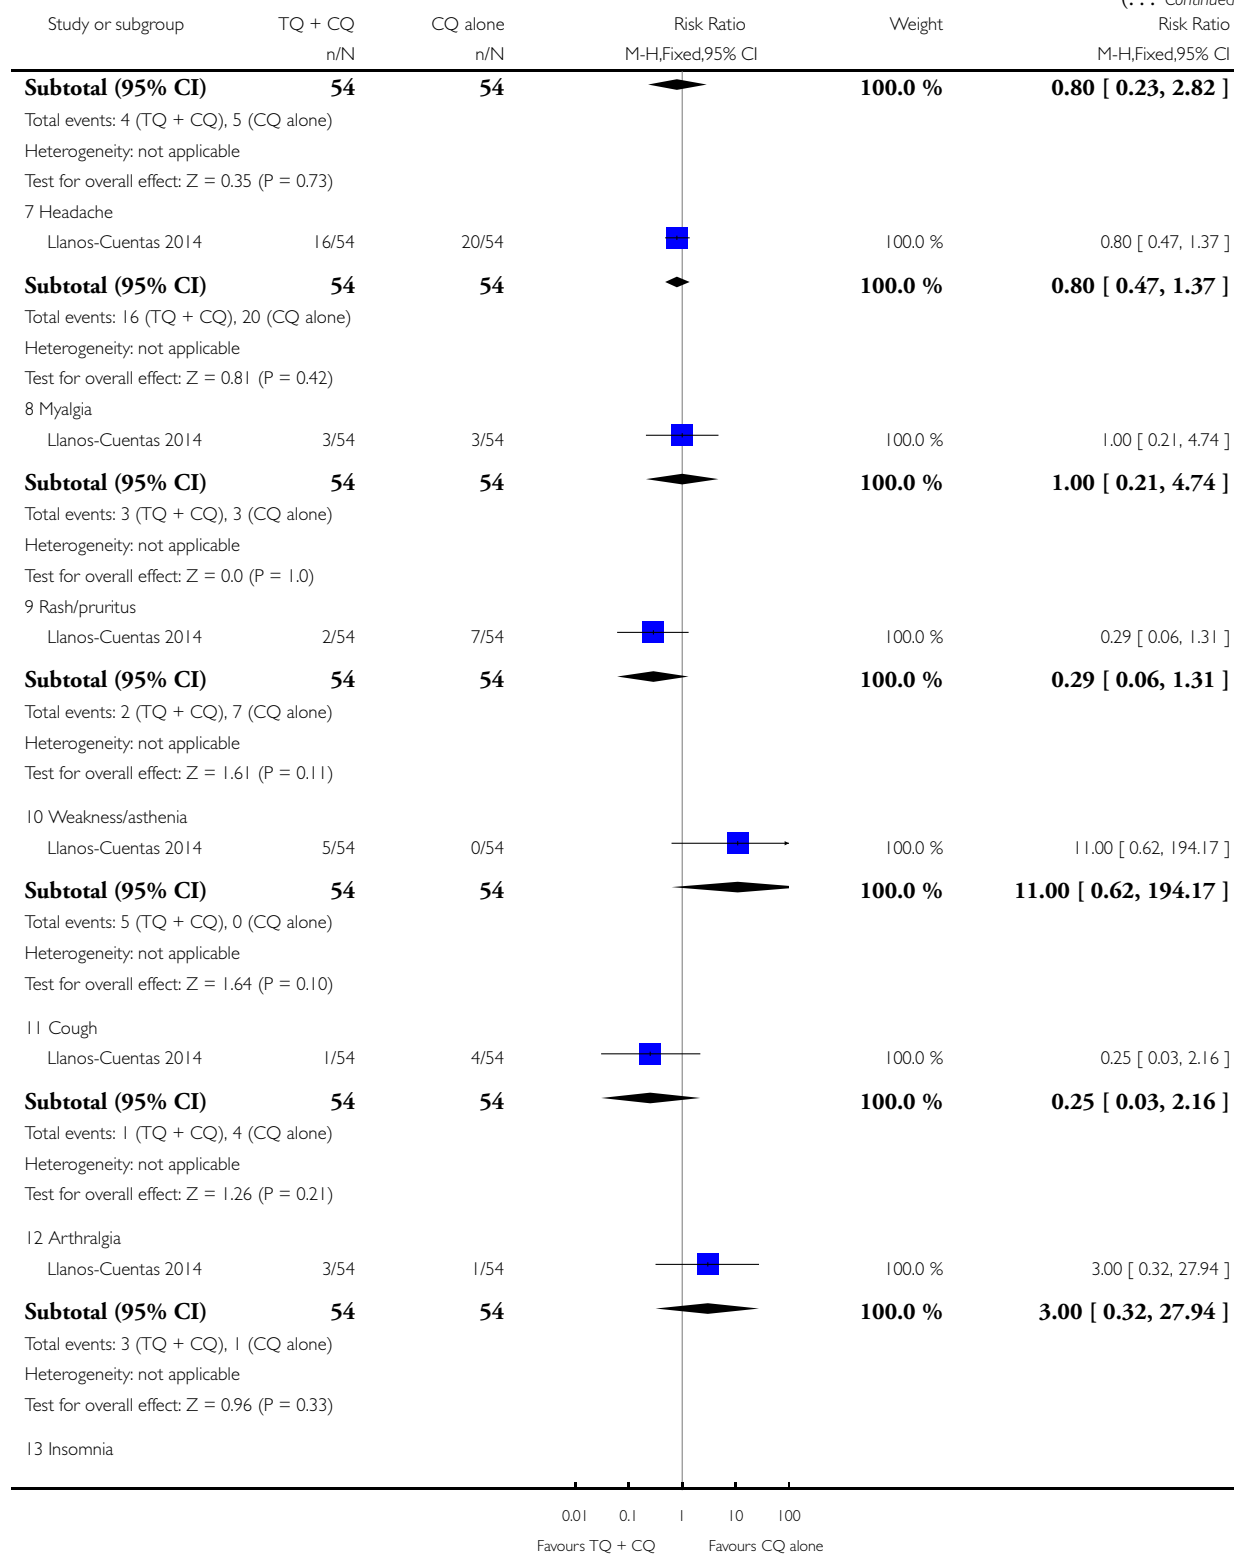 (. . . Continued
Study or subgroup TQ + CQ CQ alone Risk Ratio Weight Risk Ratio
n/N n/N M-H,Fixed,95% CI M-H,Fixed,95% CI
Subtotal (95% CI) 54 54 100.0 % 0.80 [ 0.23, 2.82 ]
Total events: 4 (TQ + CQ), 5 (CQ alone)
Heterogeneity: not applicable
Test for overall effect: Z = 0.35 (P = 0.73)
7 Headache
Llanos-Cuentas 2014 16/54 20/54 100.0 % 0.80 [ 0.47, 1.37 ]
Subtotal (95% CI) 54 54 100.0 % 0.80 [ 0.47, 1.37 ]
Total events: 16 (TQ + CQ), 20 (CQ alone)
Heterogeneity: not applicable
Test for overall effect: Z = 0.81 (P = 0.42)
8 Myalgia
Llanos-Cuentas 2014 3/54 3/54 100.0 % 1.00 [ 0.21, 4.74 ]
Subtotal (95% CI) 54 54 100.0 % 1.00 [ 0.21, 4.74 ]
Total events: 3 (TQ + CQ), 3 (CQ alone)
Heterogeneity: not applicable
Test for overall effect: Z = 0.0 (P = 1.0)
9 Rash/pruritus
Llanos-Cuentas 2014 2/54 7/54 100.0 % 0.29 [ 0.06, 1.31 ]
Subtotal (95% CI) 54 54 100.0 % 0.29 [ 0.06, 1.31 ]
Total events: 2 (TQ + CQ), 7 (CQ alone)
Heterogeneity: not applicable
Test for overall effect: Z = 1.61 (P = 0.11)
10 Weakness/asthenia
Llanos-Cuentas 2014 5/54 0/54 100.0 % 11.00 [ 0.62, 194.17 ]
Subtotal (95% CI) 54 54 100.0 % 11.00 [ 0.62, 194.17 ]
Total events: 5 (TQ + CQ), 0 (CQ alone)
Heterogeneity: not applicable
Test for overall effect: Z = 1.64 (P = 0.10)
11 Cough
Llanos-Cuentas 2014 1/54 4/54 100.0 % 0.25 [ 0.03, 2.16 ]
Subtotal (95% CI) 54 54 100.0 % 0.25 [ 0.03, 2.16 ]
Total events: 1 (TQ + CQ), 4 (CQ alone)
Heterogeneity: not applicable
Test for overall effect: Z = 1.26 (P = 0.21)
12 Arthralgia
Llanos-Cuentas 2014 3/54 1/54 100.0 % 3.00 [ 0.32, 27.94 ]
Subtotal (95% CI) 54 54 100.0 % 3.00 [ 0.32, 27.94 ]
Total events: 3 (TQ + CQ), 1 (CQ alone)
Heterogeneity: not applicable
Test for overall effect: Z = 0.96 (P = 0.33)
13 Insomnia
0.01 0.1 1 10 100
Favours TQ + CQ Favours CQ alone